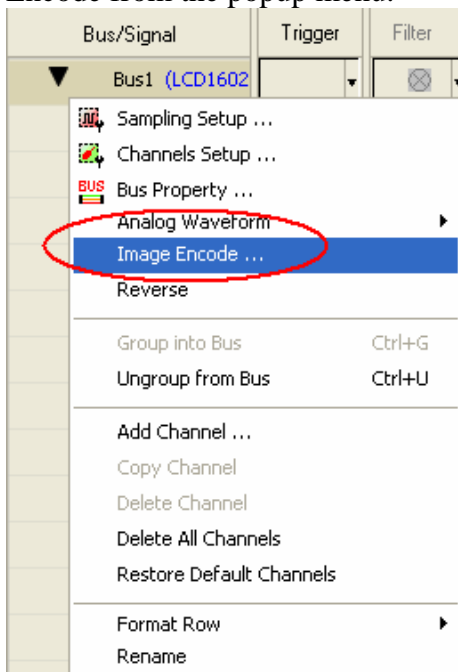 Encode from the popup menu.
Bus/Signal Trigger Filter
Bus1 (LCD1602
Sampling Setup ...
Channels Setup ...
BUS Bus Property ...
Analog Waveform
Image Encode ...
Reverse
Group into Bus Ctrl+G
Ungroup from Bus Ctrl+U
Add Channel ...
Copy Channel
Delete Channel
Delete All Channels
Restore Default Channels
Format Row
Rename